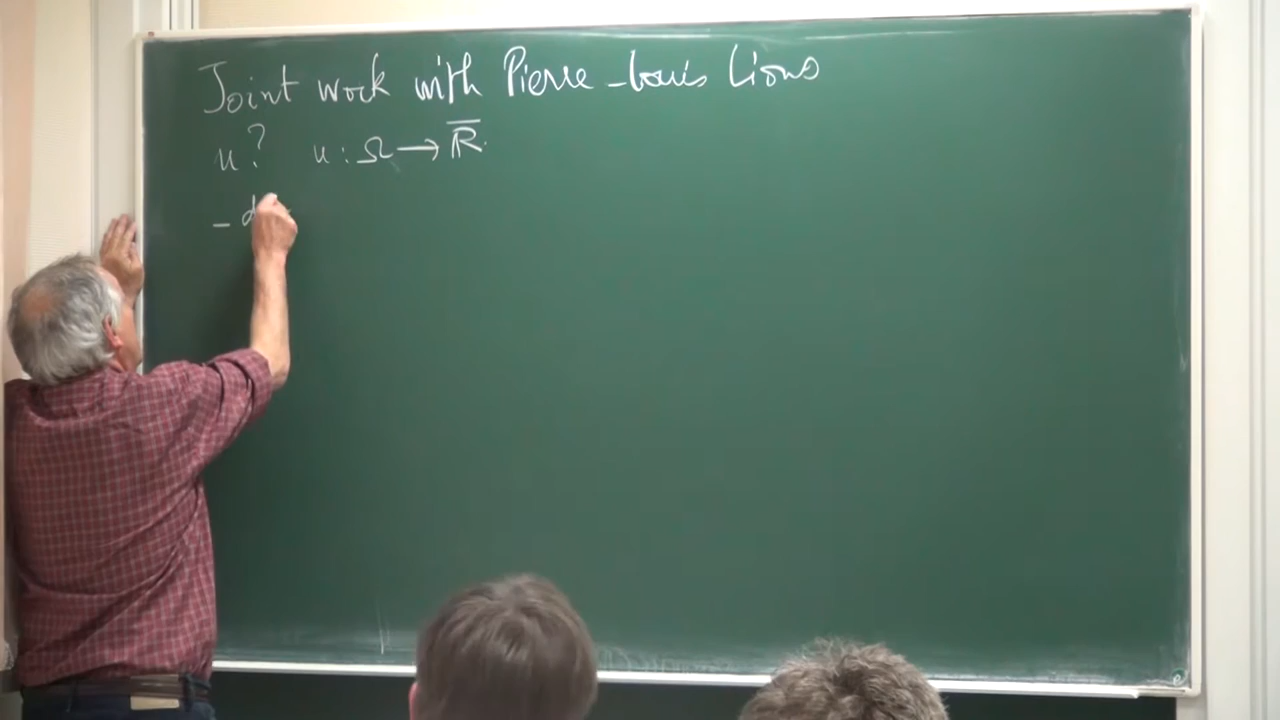 Joint work with Pierre-Louis Lions
u? u : Ω → R̅.
- d